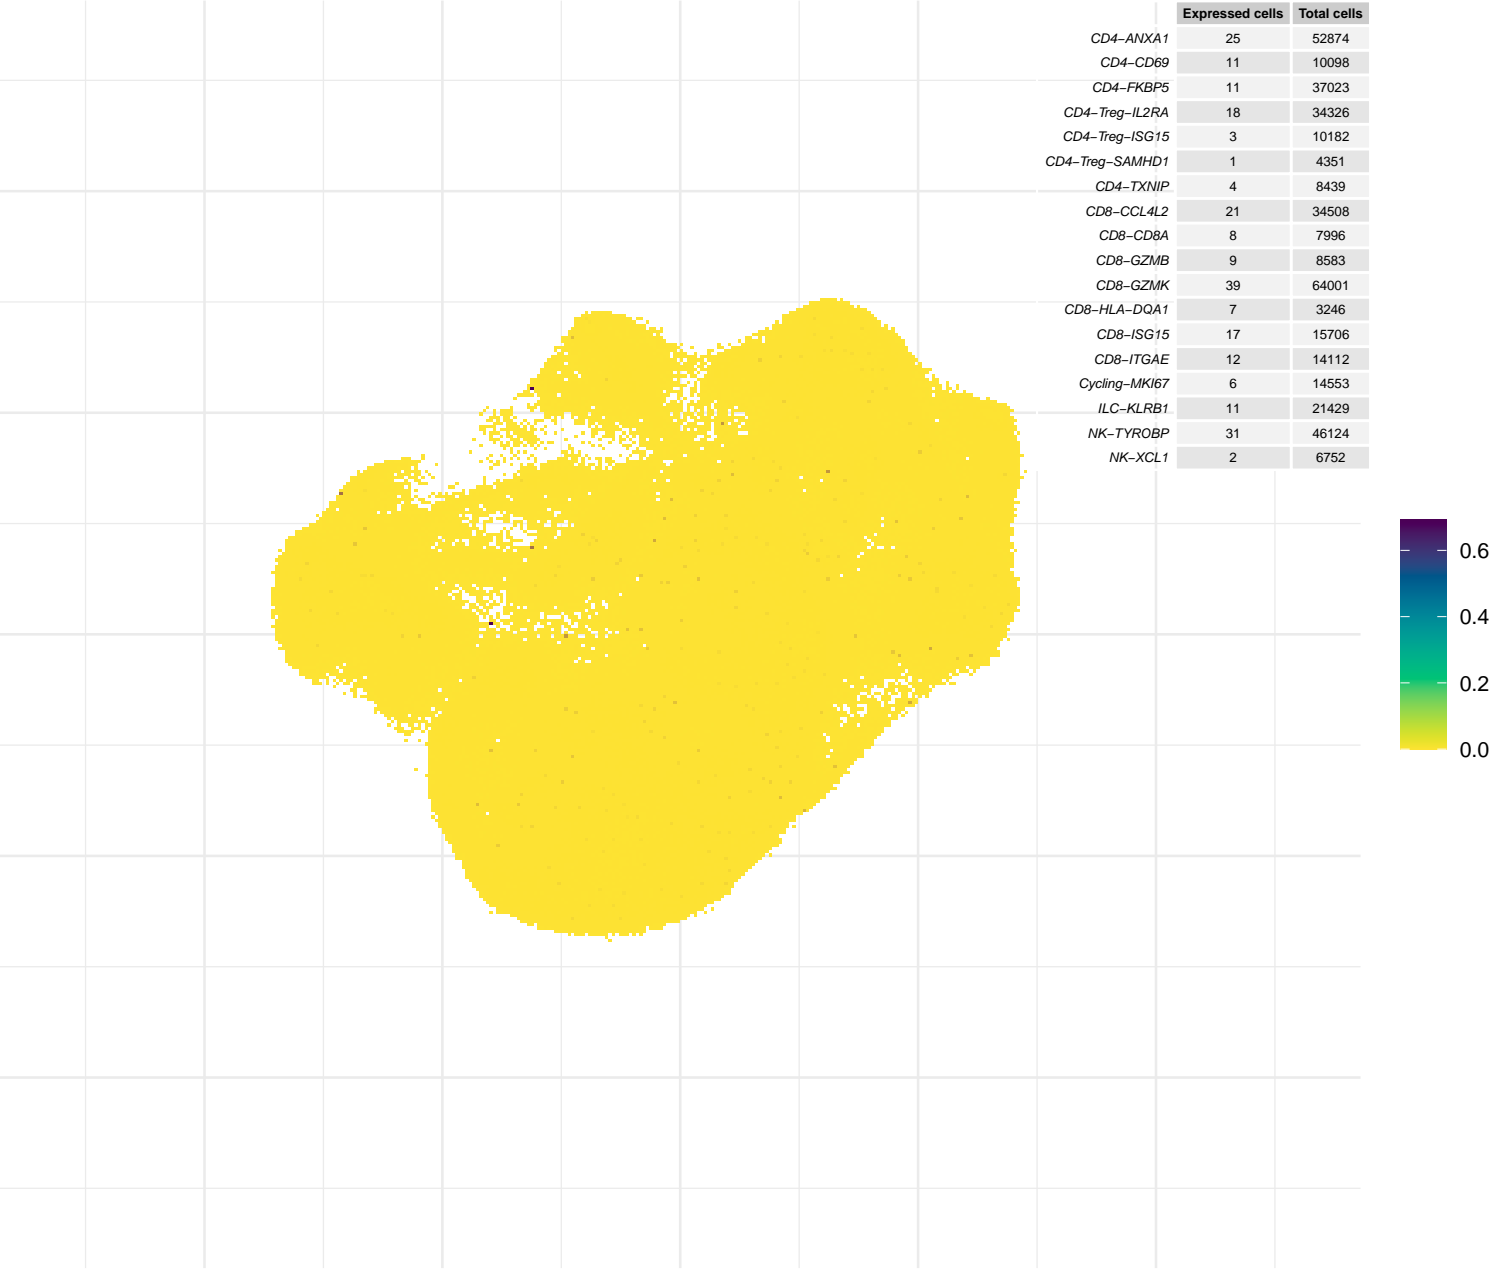 Expressed cells Total cells
CD4−ANXA1 25 52874
CD4−CD69 11 10098
CD4−FKBP5 11 37023
CD4−Treg−IL2RA 18 34326
CD4−Treg−ISG15 3 10182
CD4−Treg−SAMHD1 1 4351
CD4−TXNIP 4 8439
CD8−CCL4L2 21 34508
CD8−CD8A 8 7996
CD8−GZMB 9 8583
CD8−GZMK 39 64001
CD8−HLA−DQA1 7 3246
CD8−ISG15 17 15706
CD8−ITGAE 12 14112
Cycling−MKI67 6 14553
ILC−KLRB1 11 21429
NK−TYROBP 31 46124
NK−XCL1 2 6752
0.6
0.4
0.2
0.0